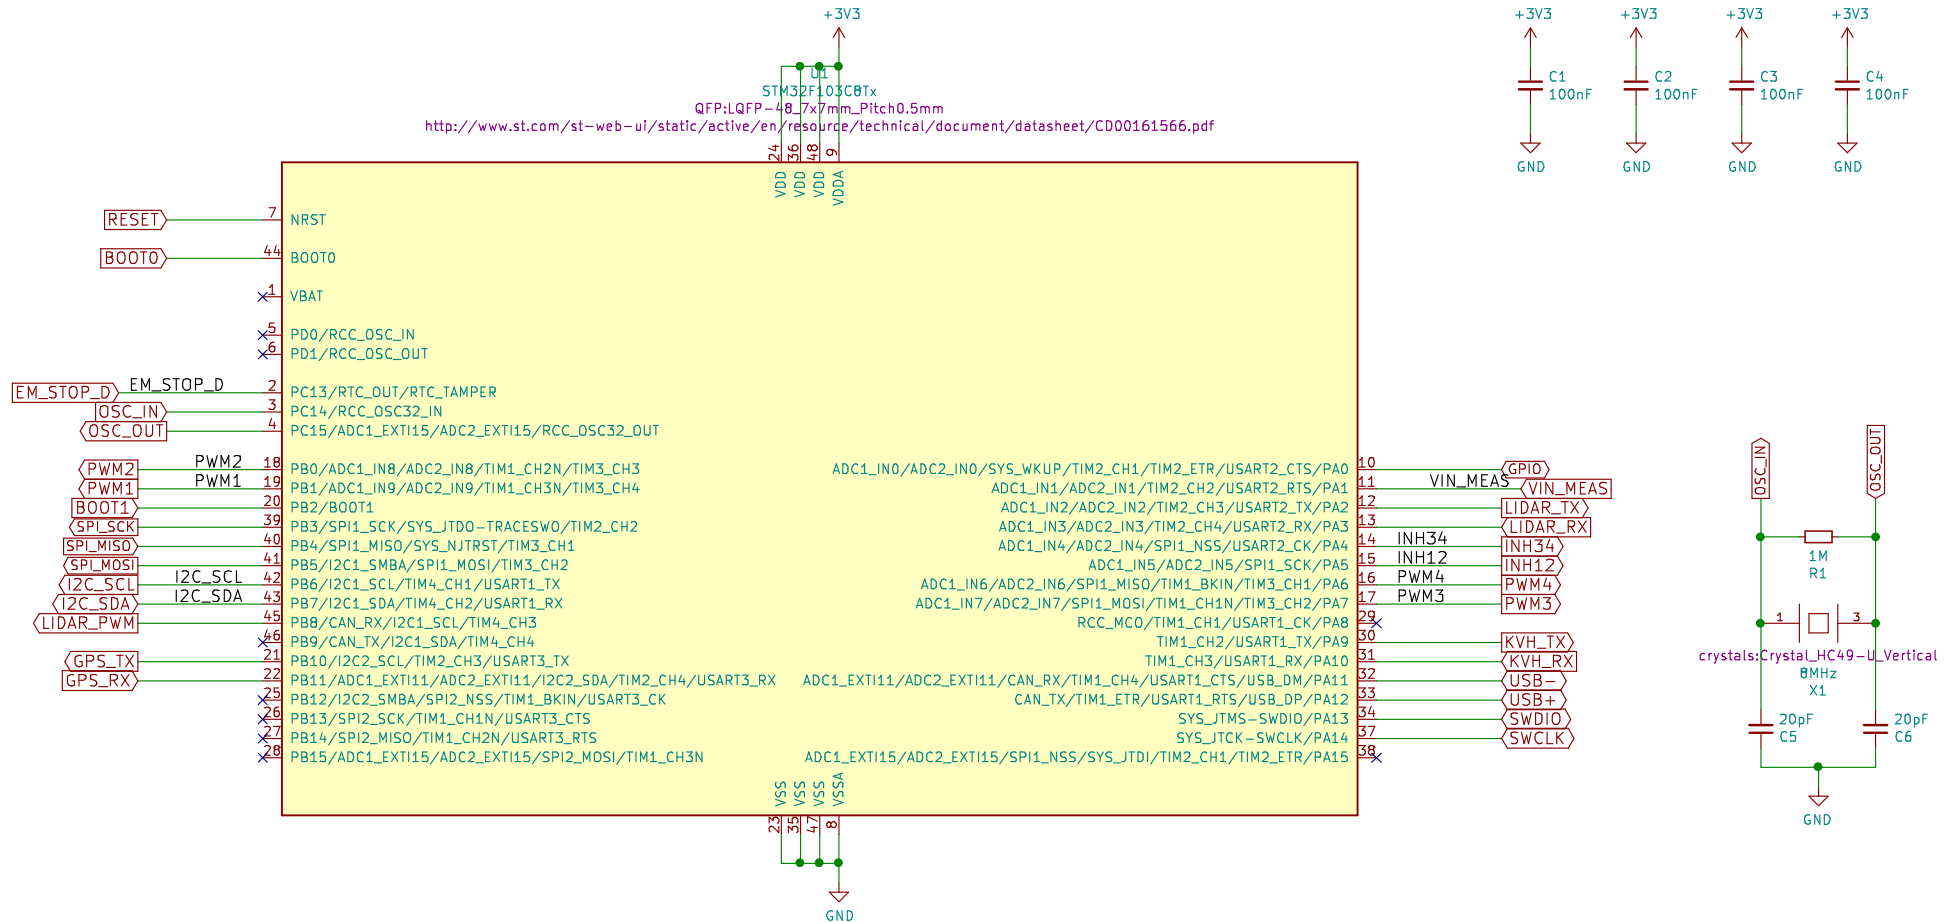 +3V3
+3V3
+3V3
+3V3
+3V3
C1
100nF
C2
100nF
C3
100nF
C4
100nF
GND
GND
GND
GND
U1
STM32F103C8Tx
QFP:LQFP-48_7x7mm_Pitch0.5mm
http://www.st.com/st-web-ui/static/active/en/resource/technical/document/datasheet/CD00161566.pdf
24
36
48
9
VDD
VDD
VDD
VDDA
RESET 7 NRST
BOOT0 44 BOOT0
1 VBAT
5 PD0/RCC_OSC_IN
6 PD1/RCC_OSC_OUT
EM_STOP_D EM_STOP_D 2 PC13/RTC_OUT/RTC_TAMPER
OSC_IN 3 PC14/RCC_OSC32_IN
OSC_OUT 4 PC15/ADC1_EXTI15/ADC2_EXTI15/RCC_OSC32_OUT
PWM2 PWM2 18 PB0/ADC1_IN8/ADC2_IN8/TIM1_CH2N/TIM3_CH3
PWM1 PWM1 19 PB1/ADC1_IN9/ADC2_IN9/TIM1_CH3N/TIM3_CH4
BOOT1 20 PB2/BOOT1
SPI_SCK 39 PB3/SPI1_SCK/SYS_JTDO-TRACESWO/TIM2_CH2
SPI_MISO 40 PB4/SPI1_MISO/SYS_NJTRST/TIM3_CH1
SPI_MOSI 41 PB5/I2C1_SMBA/SPI1_MOSI/TIM3_CH2
I2C_SCL I2C_SCL 42 PB6/I2C1_SCL/TIM4_CH1/USART1_TX
I2C_SDA I2C_SDA 43 PB7/I2C1_SDA/TIM4_CH2/USART1_RX
LIDAR_PWM 45 PB8/CAN_RX/I2C1_SCL/TIM4_CH3
46 PB9/CAN_TX/I2C1_SDA/TIM4_CH4
GPS_TX 21 PB10/I2C2_SCL/TIM2_CH3/USART3_TX
GPS_RX 22 PB11/ADC1_EXTI11/ADC2_EXTI11/I2C2_SDA/TIM2_CH4/USART3_RX
25 PB12/I2C2_SMBA/SPI2_NSS/TIM1_BKIN/USART3_CK
26 PB13/SPI2_SCK/TIM1_CH1N/USART3_CTS
27 PB14/SPI2_MISO/TIM1_CH2N/USART3_RTS
28 PB15/ADC1_EXTI15/ADC2_EXTI15/SPI2_MOSI/TIM1_CH3N
ADC1_IN0/ADC2_IN0/SYS_WKUP/TIM2_CH1/TIM2_ETR/USART2_CTS/PA0 10 GPIO
ADC1_IN1/ADC2_IN1/TIM2_CH2/USART2_RTS/PA1 11 VIN_MEAS VIN_MEAS
ADC1_IN2/ADC2_IN2/TIM2_CH3/USART2_TX/PA2 12 LIDAR_TX
ADC1_IN3/ADC2_IN3/TIM2_CH4/USART2_RX/PA3 13 LIDAR_RX
ADC1_IN4/ADC2_IN4/SPI1_NSS/USART2_CK/PA4 14 INH34 INH34
ADC1_IN5/ADC2_IN5/SPI1_SCK/PA5 15 INH12 INH12
ADC1_IN6/ADC2_IN6/SPI1_MISO/TIM1_BKIN/TIM3_CH1/PA6 16 PWM4 PWM4
ADC1_IN7/ADC2_IN7/SPI1_MOSI/TIM1_CH1N/TIM3_CH2/PA7 17 PWM3 PWM3
RCC_MCO/TIM1_CH1/USART1_CK/PA8 29
TIM1_CH2/USART1_TX/PA9 30 KVH_TX
TIM1_CH3/USART1_RX/PA10 31 KVH_RX
ADC1_EXTI11/ADC2_EXTI11/CAN_RX/TIM1_CH4/USART1_CTS/USB_DM/PA11 32 USB-
CAN_TX/TIM1_ETR/USART1_RTS/USB_DP/PA12 33 USB+
SYS_JTMS-SWDIO/PA13 34 SWDIO
SYS_JTCK-SWCLK/PA14 37 SWCLK
ADC1_EXTI15/ADC2_EXTI15/SPI1_NSS/SYS_JTDI/TIM2_CH1/TIM2_ETR/PA15 38
VSS
VSS
VSS
VSSA
23
35
47
8
GND
OSC_IN
OSC_OUT
1M
R1
1
3
crystals:Crystal_HC49-U_Vertical
8MHz
X1
20pF
C5
20pF
C6
GND